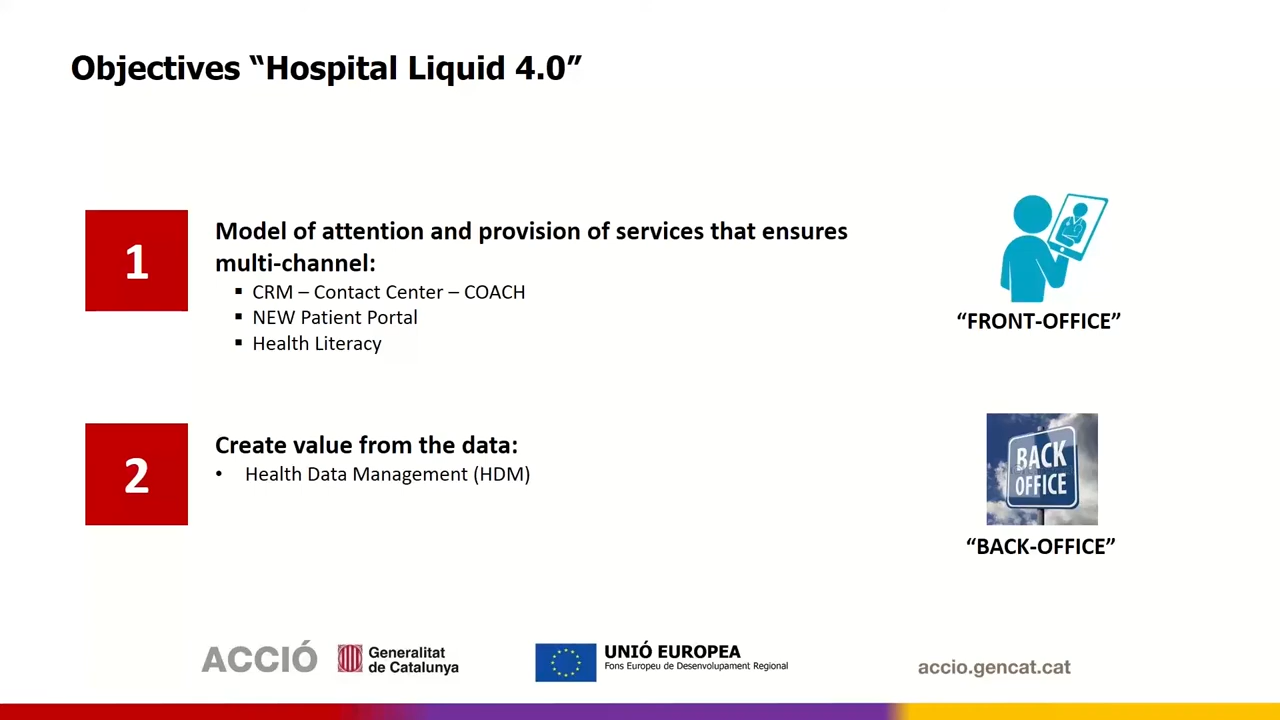 Objectives “Hospital Liquid 4.0”
1
Model of attention and provision of services that ensures
multi-channel:
▪ CRM – Contact Center – COACH
▪ NEW Patient Portal
▪ Health Literacy
“FRONT-OFFICE”
2
Create value from the data:
• Health Data Management (HDM)
BACK
OFFICE
“BACK-OFFICE”
ACCIÓ
Generalitat
de Catalunya
UNIÓ EUROPEA
Fons Europeu de Desenvolupament Regional
accio.gencat.cat